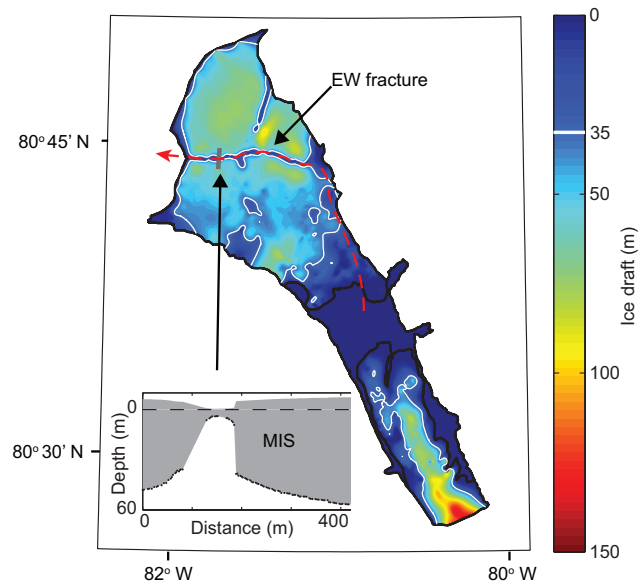 0
EW fracture
80° 45' N
35
50
Ice draft (m)
100
0
MIS
Depth (m)
80° 30' N
60
0
200
400
Distance (m)
150
82° W
80° W